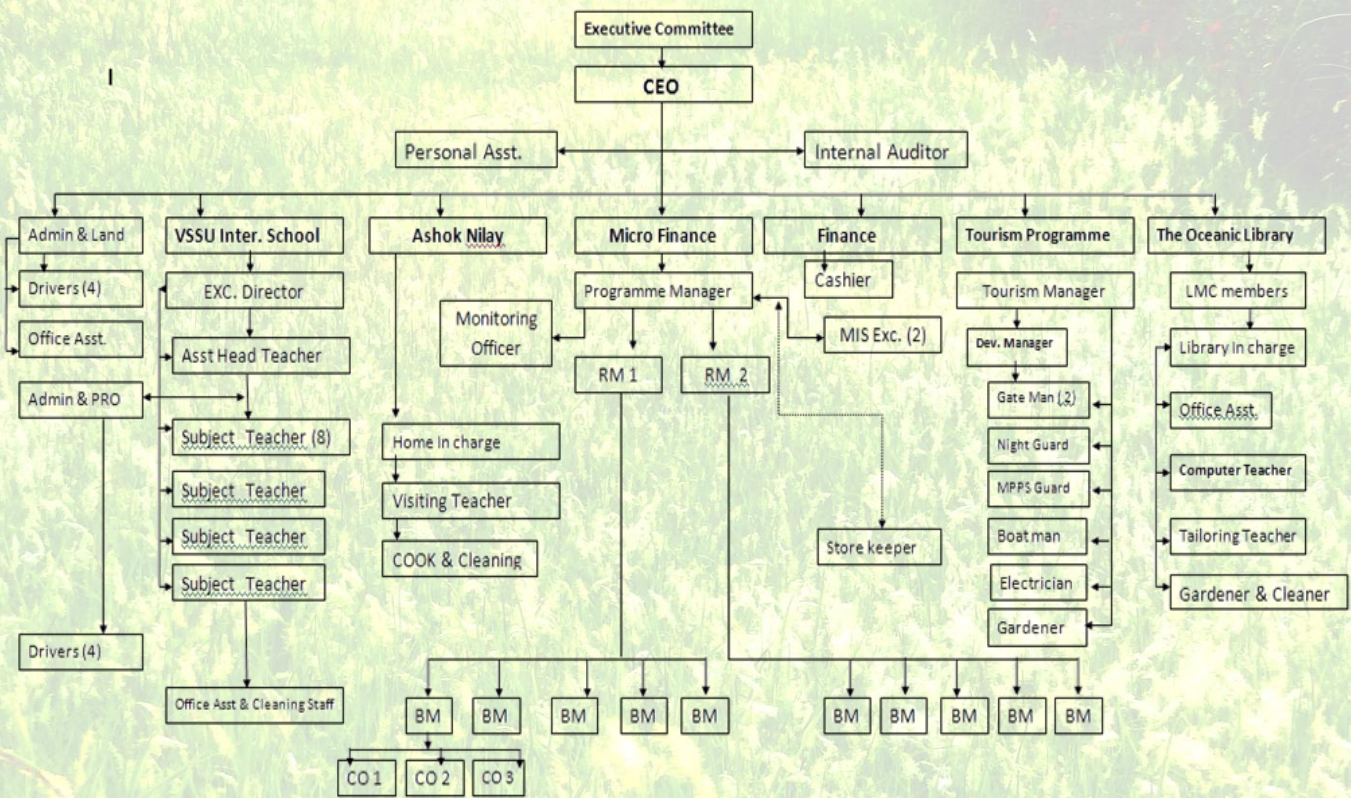 Executive Committee
I
CEO
Personal Asst.
Internal Auditor
Admin & Land
VSSU Inter. School
Ashok Nilay
Micro Finance
Finance
Tourism Programme
The Oceanic Library
Drivers (4)
EXC. Director
Programme Manager
Cashier
Tourism Manager
LMC members
Monitoring
Officer
Office Asst.
Asst Head Teacher
MIS Exc. (2)
Dev. Manager
Library In charge
RM 1
RM 2
Admin & PRO
Gate Man (2)
Office Asst.
Subject Teacher (8)
Home In charge
Night Guard
Computer Teacher
Subject Teacher
Visiting Teacher
MPPS Guard
Subject Teacher
COOK & Cleaning
Store keeper
Boat man
Tailoring Teacher
Subject Teacher
Electrician
Gardener & Cleaner
Gardener
Drivers (4)
Office Asst & Cleaning Staff
BM
BM
BM
BM
BM
BM
BM
BM
BM
BM
CO 1
CO 2
CO 3